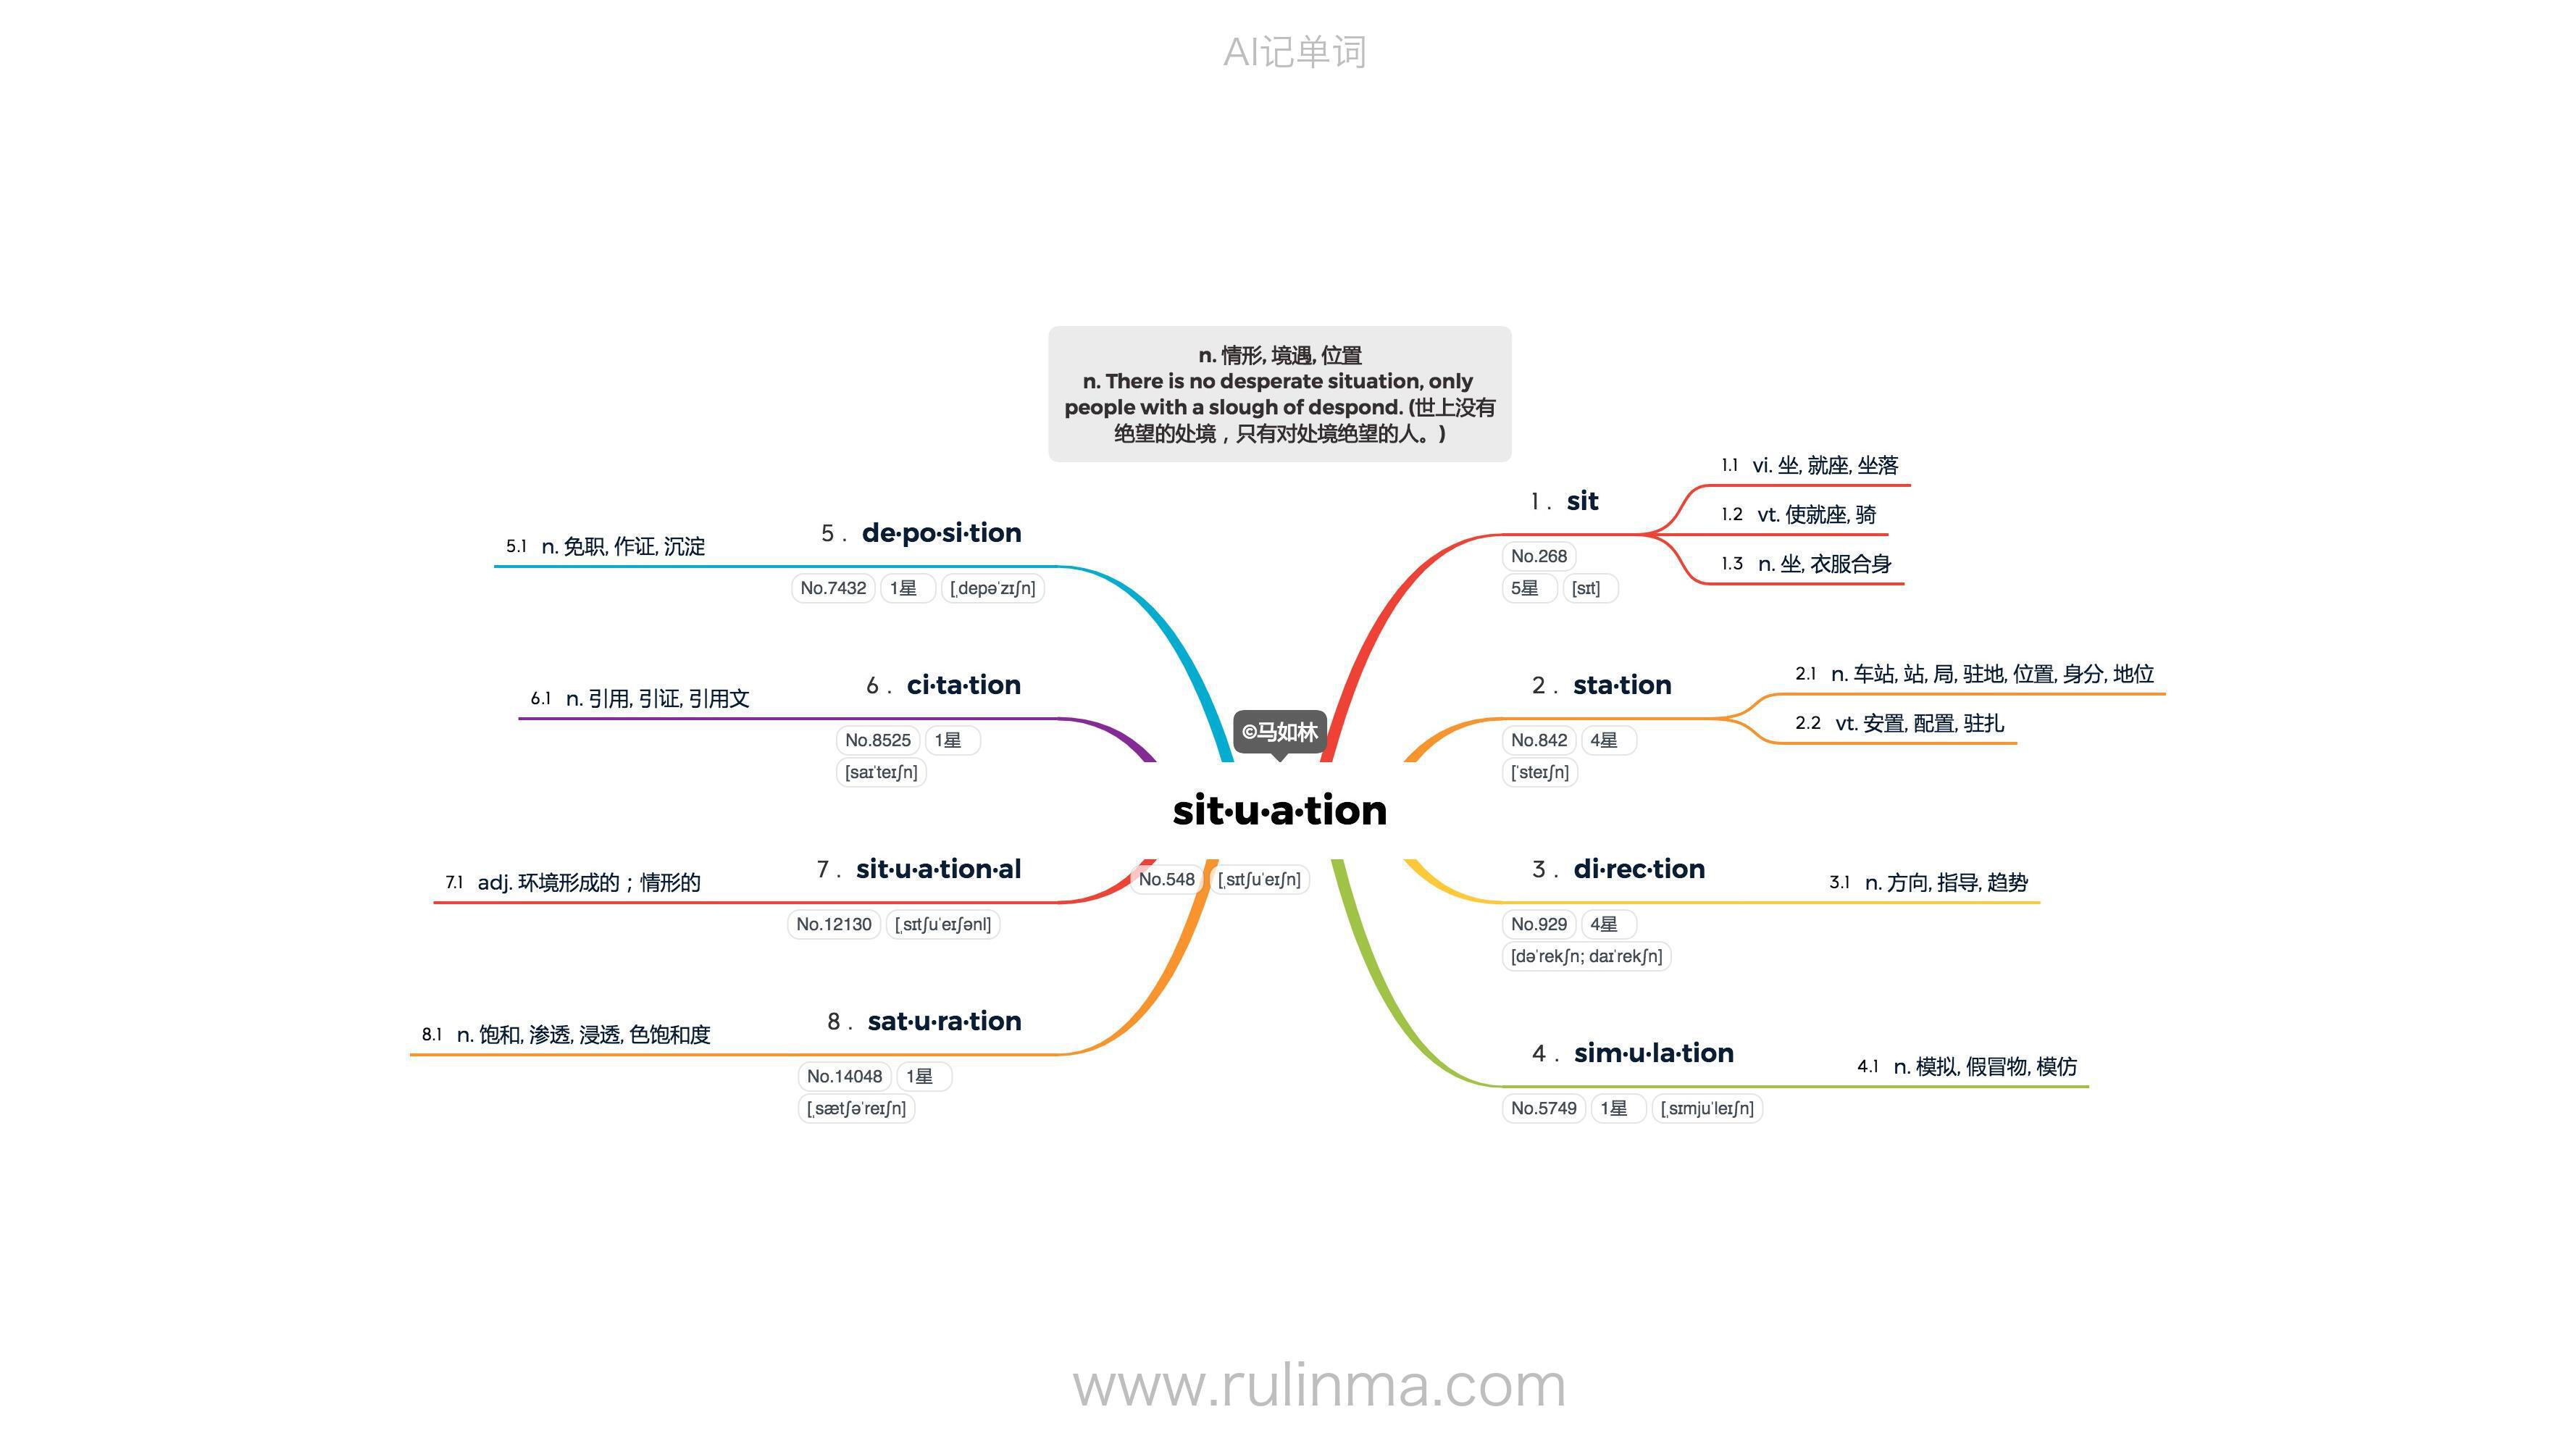 AI记单词
n. 情形, 境遇, 位置
n. There is no desperate situation, only
people with a slough of despond. (世上没有
绝望的处境，只有对处境绝望的人。)
©马如林
sit·u·a·tion
No.548 [ˌsɪtʃuˈeɪʃn]
1. sit
No.268
5星 [sɪt]
1.1 vi. 坐, 就座, 坐落
1.2 vt. 使就座, 骑
1.3 n. 坐, 衣服合身
2. sta·tion
No.842 4星
[ˈsteɪʃn]
2.1 n. 车站, 站, 局, 驻地, 位置, 身分, 地位
2.2 vt. 安置, 配置, 驻扎
3. di·rec·tion
No.929 4星
[dəˈrekʃn; daɪˈrekʃn]
3.1 n. 方向, 指导, 趋势
4. sim·u·la·tion
No.5749 1星 [ˌsɪmjuˈleɪʃn]
4.1 n. 模拟, 假冒物, 模仿
5. de·po·si·tion
No.7432 1星 [ˌdepəˈzɪʃn]
5.1 n. 免职, 作证, 沉淀
6. ci·ta·tion
No.8525 1星
[saɪˈteɪʃn]
6.1 n. 引用, 引证, 引用文
7. sit·u·a·tion·al
No.12130 [ˌsɪtʃuˈeɪʃənl]
7.1 adj. 环境形成的；情形的
8. sat·u·ra·tion
No.14048 1星
[ˌsætʃəˈreɪʃn]
8.1 n. 饱和, 渗透, 浸透, 色饱和度
www.rulinma.com